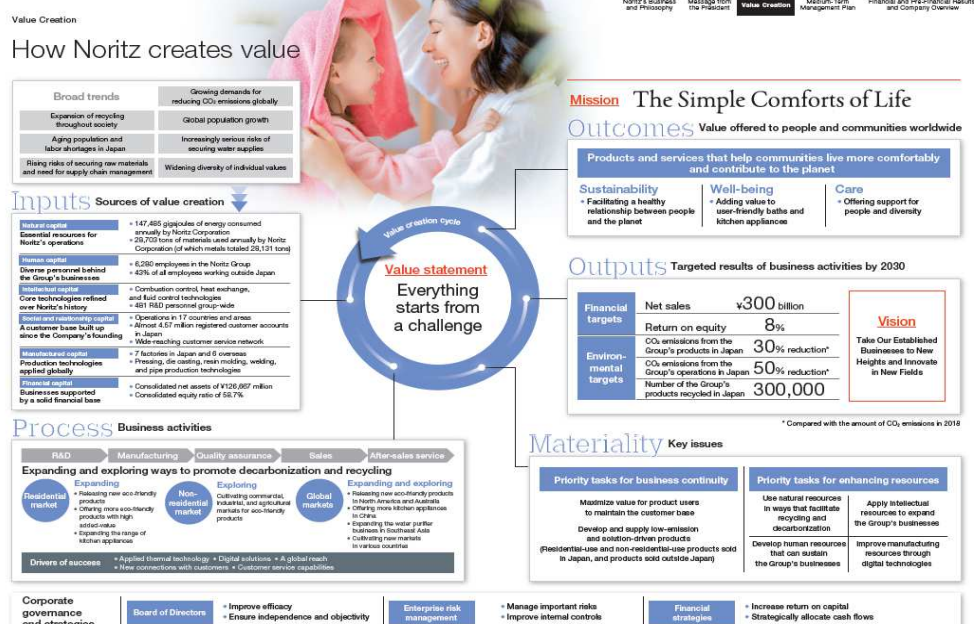 Value Creation
Noritz's Business
and Philosophy
Message from
the President
Value Creation
Medium-Term
Management Plan
Financial and Pre-Financial Results
and Company Overview
How Noritz creates value
Broad trends
Growing demands for
reducing CO₂ emissions globally
Expansion of recycling
throughout society
Global population growth
Aging population and
labor shortages in Japan
Increasingly serious risks of
securing water supplies
Rising risks of securing raw materials
and need for supply chain management
Widening diversity of individual values
Inputs Sources of value creation
Natural capital
Essential resources for
Noritz's operations
• 147,485 gigajoules of energy consumed
annually by Noritz Corporation
• 28,703 tons of materials used annually by Noritz
Corporation (of which metals totaled 28,131 tons)
Human capital
Diverse personnel behind
the Group's businesses
• 6,280 employees in the Noritz Group
• 43% of all employees working outside Japan
Intellectual capital
Core technologies refined
over Noritz's history
• Combustion control, heat exchange,
and fluid control technologies
• 481 R&D personnel group-wide
Social and relationship capital
A customer base built up
since the Company's founding
• Operations in 17 countries and areas
• Almost 4.57 million registered customer accounts
in Japan
• Wide-reaching customer service network
Manufactured capital
Production technologies
applied globally
• 7 factories in Japan and 6 overseas
• Pressing, die casting, resin molding, welding,
and pipe production technologies
Financial capital
Businesses supported
by a solid financial base
• Consolidated net assets of ¥126,667 million
• Consolidated equity ratio of 58.7%
Value creation cycle
Value statement
Everything
starts from
a challenge
Mission The Simple Comforts of Life
Outcomes Value offered to people and communities worldwide
Products and services that help communities live more comfortably
and contribute to the planet
Sustainability
• Facilitating a healthy
relationship between people
and the planet
Well-being
• Adding value to
user-friendly baths and
kitchen appliances
Care
• Offering support for
people and diversity
Outputs Targeted results of business activities by 2030
Financial
targets
Net sales ¥300 billion
Return on equity 8%
Environ-
mental
targets
CO₂ emissions from the
Group's products in Japan 30% reduction*
CO₂ emissions from the
Group's operations in Japan 50% reduction*
Number of the Group's
products recycled in Japan 300,000
Vision
Take Our Established
Businesses to New
Heights and Innovate
in New Fields
* Compared with the amount of CO₂ emissions in 2018
Process Business activities
R&D
Manufacturing
Quality assurance
Sales
After-sales service
Expanding and exploring ways to promote decarbonization and recycling
Residential
market
Expanding
• Releasing new eco-friendly
products
• Offering more eco-friendly
products with high
added-value
• Expanding the range of
kitchen appliances
Non-
residential
market
Exploring
Cultivating commercial,
industrial, and agricultural
markets for eco-friendly
products
Global
markets
Expanding and exploring
• Releasing new eco-friendly products
in North America and Australia
• Offering more kitchen appliances
in China
• Expanding the water purifier
business in Southeast Asia
• Cultivating new markets
in various countries
Drivers of success
• Applied thermal technology • Digital solutions • A global reach
• New connections with customers • Customer service capabilities
Materiality Key issues
Priority tasks for business continuity
Maximize value for product users
to maintain the customer base
Develop and supply low-emission
and solution-driven products
(Residential-use and non-residential-use products sold
in Japan, and products sold outside Japan)
Priority tasks for enhancing resources
Use natural resources
in ways that facilitate
recycling and
decarbonization
Apply intellectual
resources to expand
the Group's businesses
Develop human resources
that can sustain
the Group's businesses
Improve manufacturing
resources through
digital technologies
Corporate
governance
and strategies
Board of Directors
• Improve efficacy
• Ensure independence and objectivity
Enterprise risk
management
• Manage important risks
• Improve internal controls
Financial
strategies
• Increase return on capital
• Strategically allocate cash flows